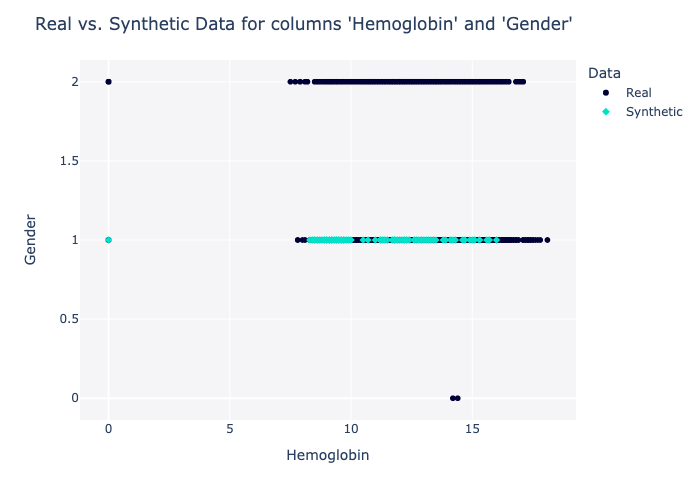 Real vs. Synthetic Data for columns 'Hemoglobin' and 'Gender'
Data
Real
Synthetic
2
1.5
1
0.5
0
Gender
0
5
10
15
Hemoglobin